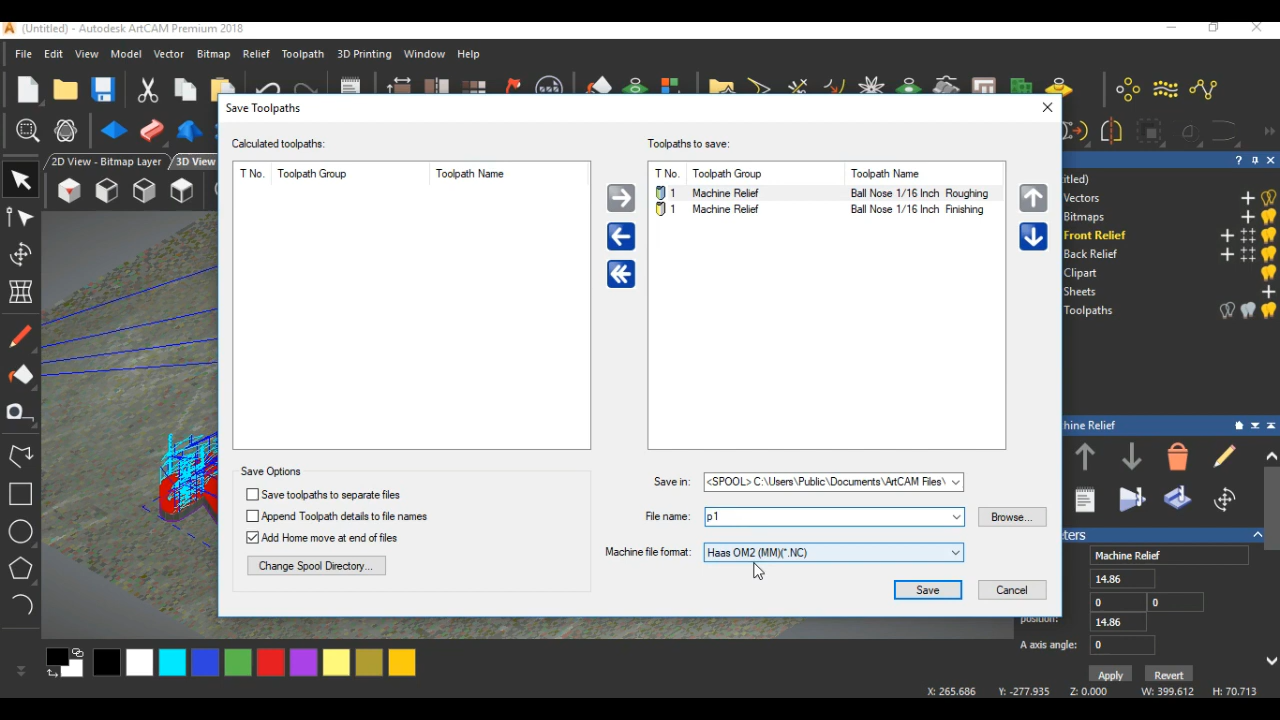 (Untitled) - Autodesk ArtCAM Premium 2018
File Edit View Model Vector Bitmap Relief Toolpath 3D Printing Window Help
Save Toolpaths
2D View - Bitmap Layer 3D View
Calculated toolpaths:
T No. Toolpath Group Toolpath Name
Toolpaths to save:
T No. Toolpath Group Toolpath Name
1 Machine Relief Ball Nose 1/16 Inch Roughing
1 Machine Relief Ball Nose 1/16 Inch Finishing
Save Options
Save toolpaths to separate files
Append Toolpath details to file names
Add Home move at end of files
Change Spool Directory...
Save in: <SPOOL> C:\Users\Public\Documents\ArtCAM Files\
File name: p1 Browse...
Machine file format: Haas OM2 (MM)(*.NC)
Save Cancel
itled)
Vectors
Bitmaps
Front Relief
Back Relief
Clipart
Sheets
Toolpaths
hine Relief
eters
Machine Relief
14.86
0 0
position: 14.86
A axis angle: 0
Apply Revert
X: 265.686 Y: -277.935 Z: 0.000 W: 399.612 H: 70.713